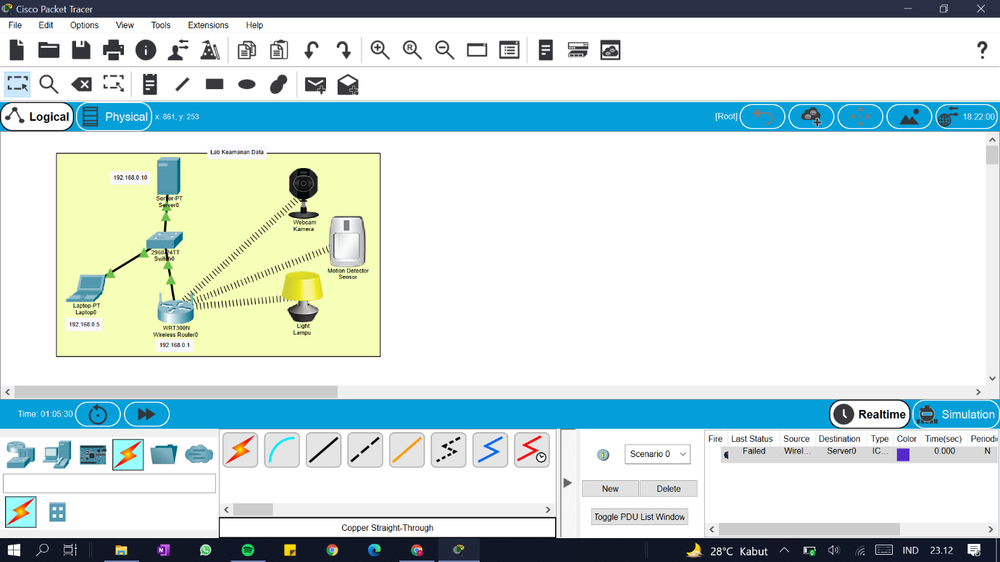 Cisco Packet Tracer
File Edit Options View Tools Extensions Help
Logical
Physical
x: 861, y: 253
[Root]
18:22:00
Lab Keamanan Data
192.168.0.10
Server-PT
Server0
Webcam
Kamera
2960-24TT
Switch0
Motion Detector
Sensor
Laptop-PT
Laptop0
192.168.0.5
WRT300N
Wireless Router0
192.168.0.1
Light
Lampu
Time: 01:05:30
Realtime
Simulation
Scenario 0
New
Delete
Toggle PDU List Window
Fire Last Status Source Destination Type Color Time(sec) Periodi
Failed Wirel... Server0 IC... 0.000 N
Copper Straight-Through
28°C Kabut
IND
23.12